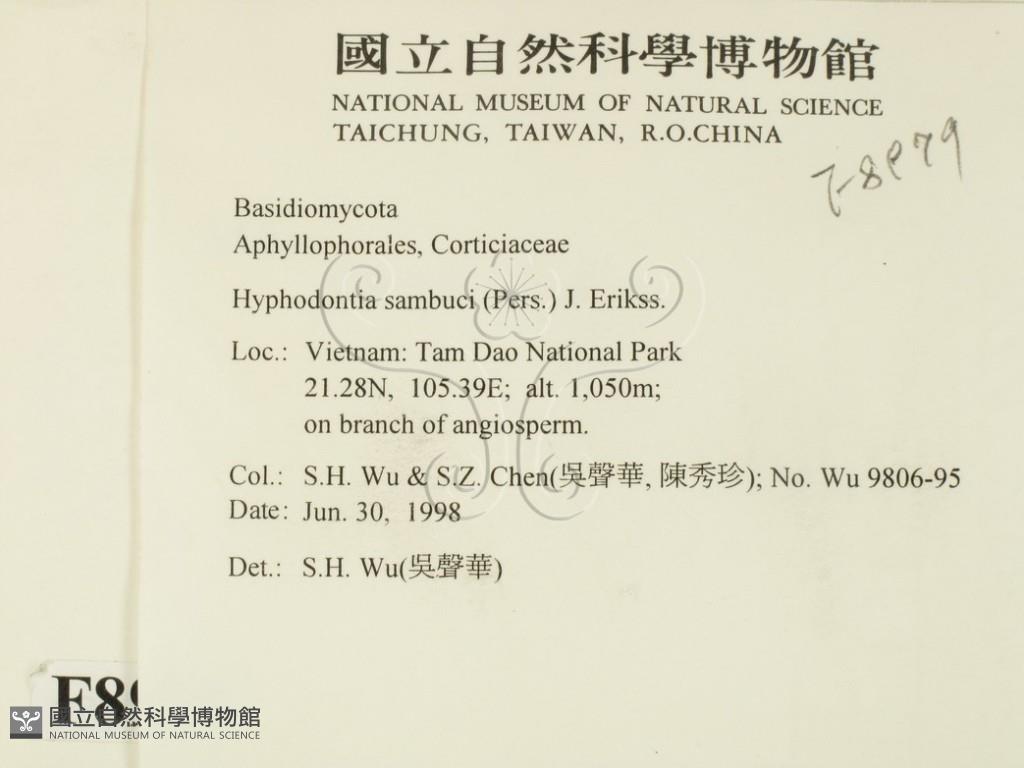 國立自然科學博物館
NATIONAL MUSEUM OF NATURAL SCIENCE
TAICHUNG, TAIWAN, R.O.CHINA
F-8979
Basidiomycota
Aphyllophorales, Corticiaceae
Hyphodontia sambuci (Pers.) J. Erikss.
Loc.: Vietnam: Tam Dao National Park
21.28N, 105.39E; alt. 1,050m;
on branch of angiosperm.
Col.: S.H. Wu & S.Z. Chen(吳聲華, 陳秀珍); No. Wu 9806-95
Date: Jun. 30, 1998
Det.: S.H. Wu(吳聲華)
國立自然科學博物館
NATIONAL MUSEUM OF NATURAL SCIENCE